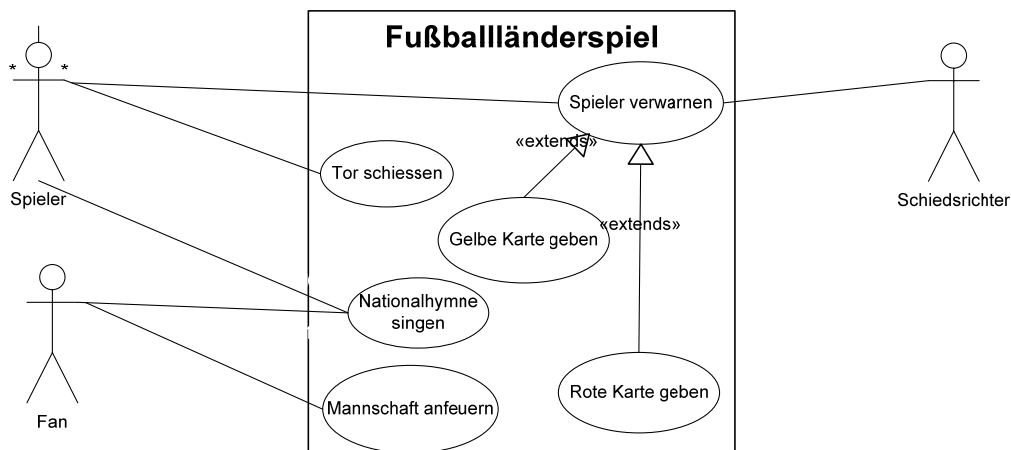 Fußballländerspiel
* *
Spieler verwarnen
«extends»
Tor schiessen
Spieler
Schiedsrichter
«extends»
Gelbe Karte geben
Nationalhymne
singen
Rote Karte geben
Mannschaft anfeuern
Fan